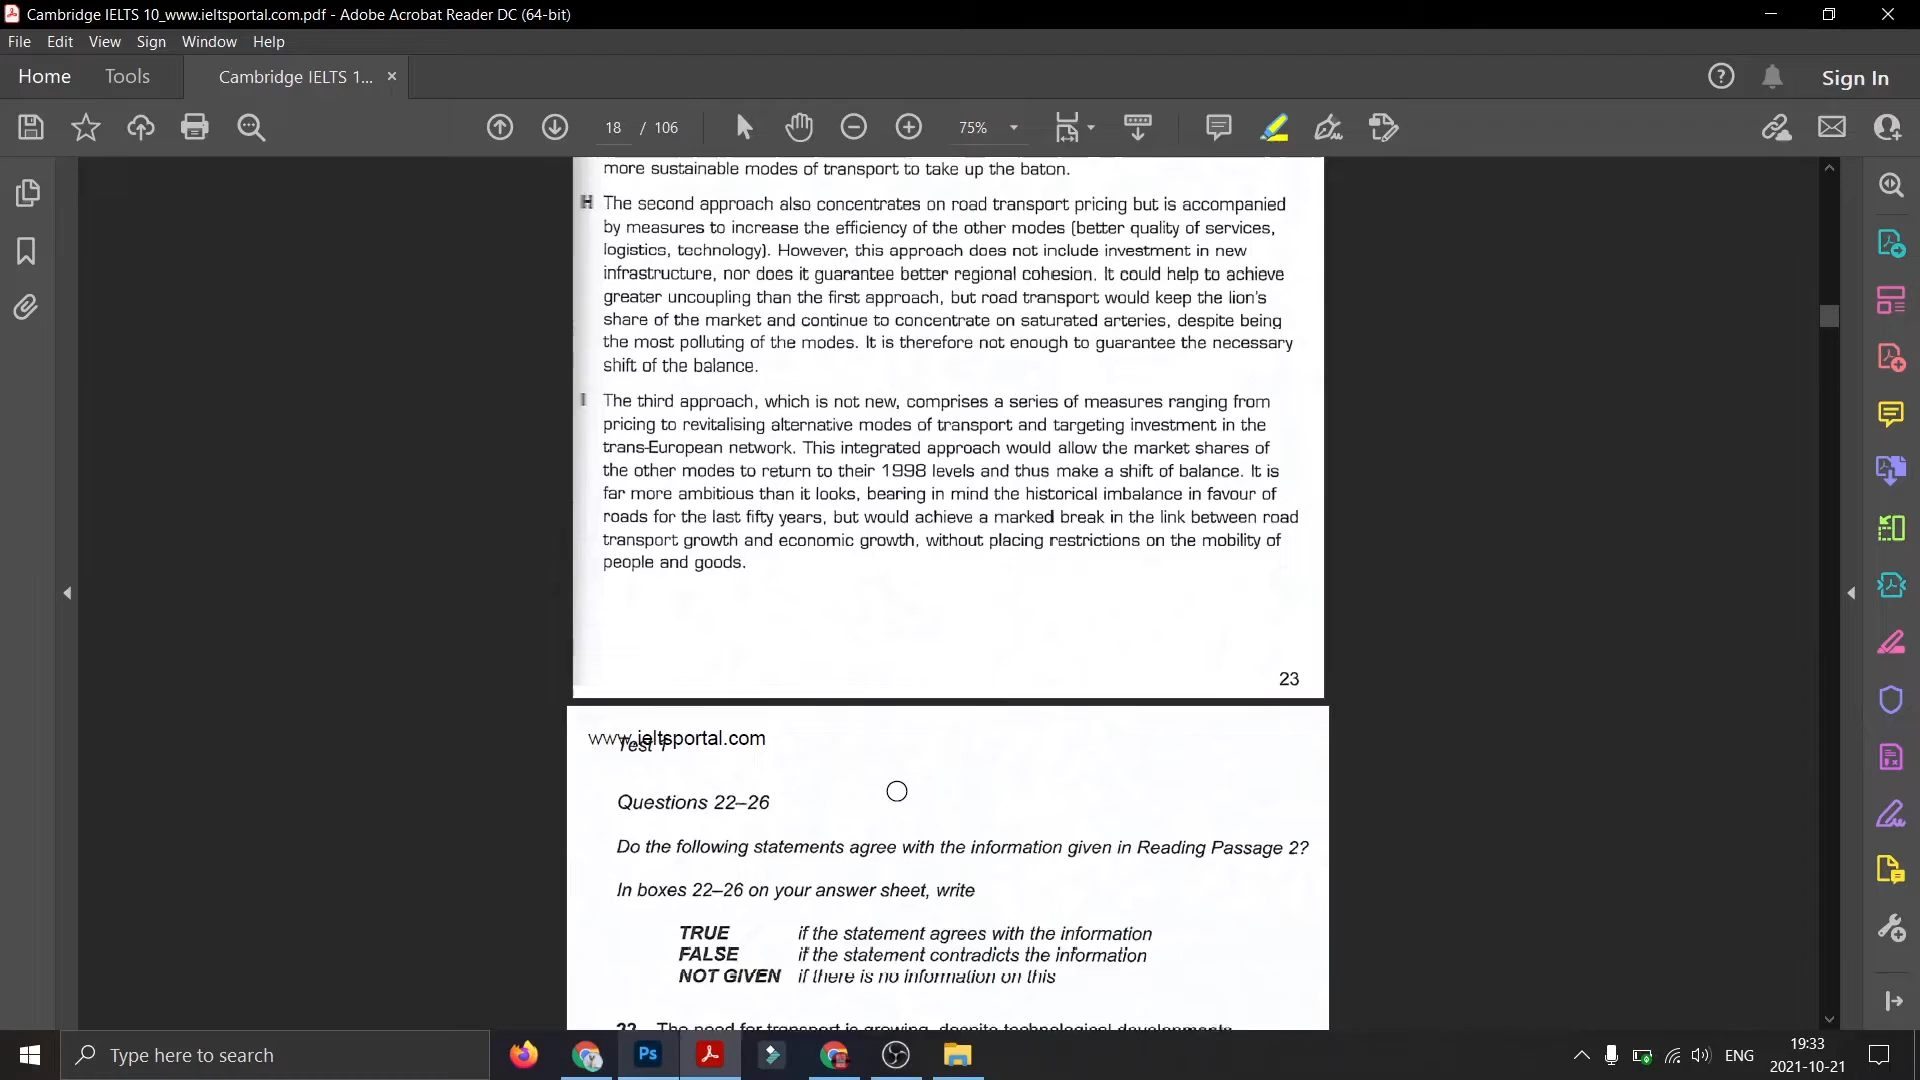 Cambridge IELTS 10_www.ieltsportal.com.pdf - Adobe Acrobat Reader DC (64-bit)
File Edit View Sign Window Help
Home Tools Cambridge IELTS 1... × Sign In
18 / 106 75%
more sustainable modes of transport to take up the baton.
H The second approach also concentrates on road transport pricing but is accompanied
by measures to increase the efficiency of the other modes (better quality of services,
logistics, technology). However, this approach does not include investment in new
infrastructure, nor does it guarantee better regional cohesion. It could help to achieve
greater uncoupling than the first approach, but road transport would keep the lion's
share of the market and continue to concentrate on saturated arteries, despite being
the most polluting of the modes. It is therefore not enough to guarantee the necessary
shift of the balance.
I The third approach, which is not new, comprises a series of measures ranging from
pricing to revitalising alternative modes of transport and targeting investment in the
trans-European network. This integrated approach would allow the market shares of
the other modes to return to their 1998 levels and thus make a shift of balance. It is
far more ambitious than it looks, bearing in mind the historical imbalance in favour of
roads for the last fifty years, but would achieve a marked break in the link between road
transport growth and economic growth, without placing restrictions on the mobility of
people and goods.
23
www.ieltsportal.com
Test 1
Questions 22–26
Do the following statements agree with the information given in Reading Passage 2?
In boxes 22–26 on your answer sheet, write
TRUE if the statement agrees with the information
FALSE if the statement contradicts the information
NOT GIVEN if there is no information on this
22 The need for transport is growing, despite technological developments
Type here to search
Ps
ENG
19:33
2021-10-21